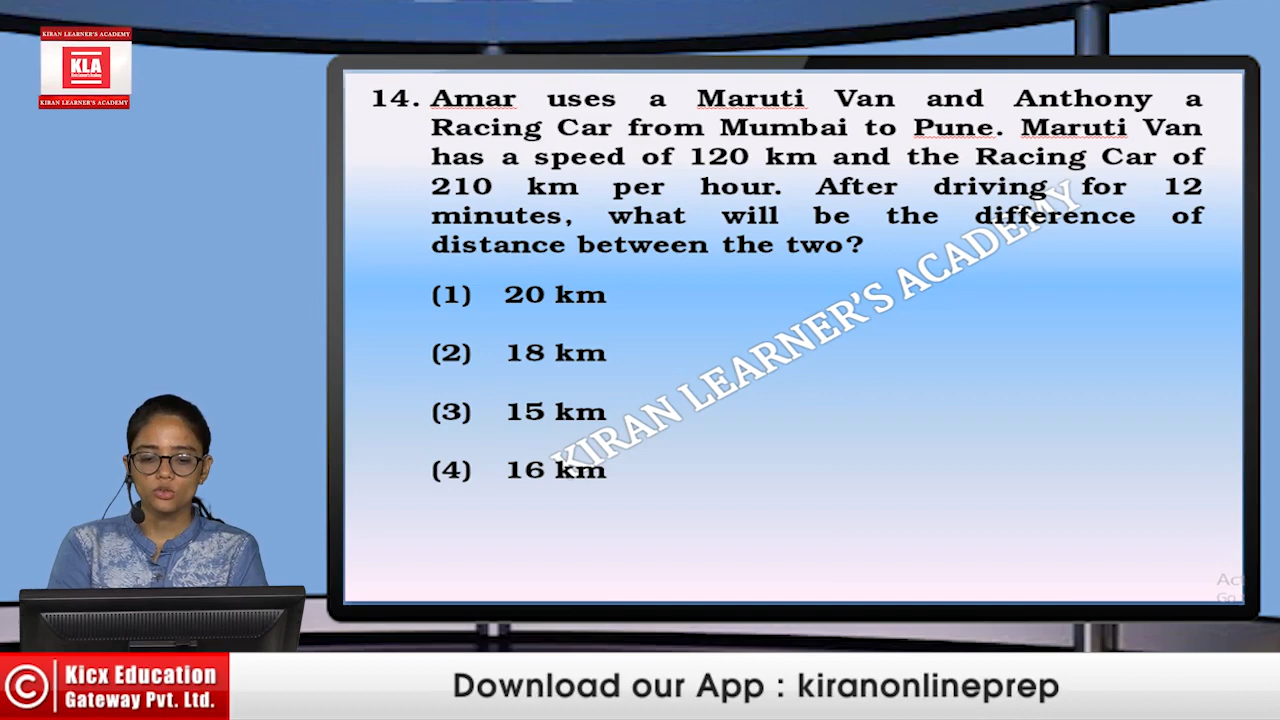 KIRAN LEARNER'S ACADEMY
KLA
KIRAN LEARNER'S ACADEMY
14. Amar uses a Maruti Van and Anthony a
Racing Car from Mumbai to Pune. Maruti Van
has a speed of 120 km and the Racing Car of
210 km per hour. After driving for 12
minutes, what will be the difference of
distance between the two?
(1) 20 km
(2) 18 km
(3) 15 km
(4) 16 km
KIRAN LEARNER'S ACADEMY
Kicx Education
Gateway Pvt. Ltd.
Download our App : kiranonlineprep